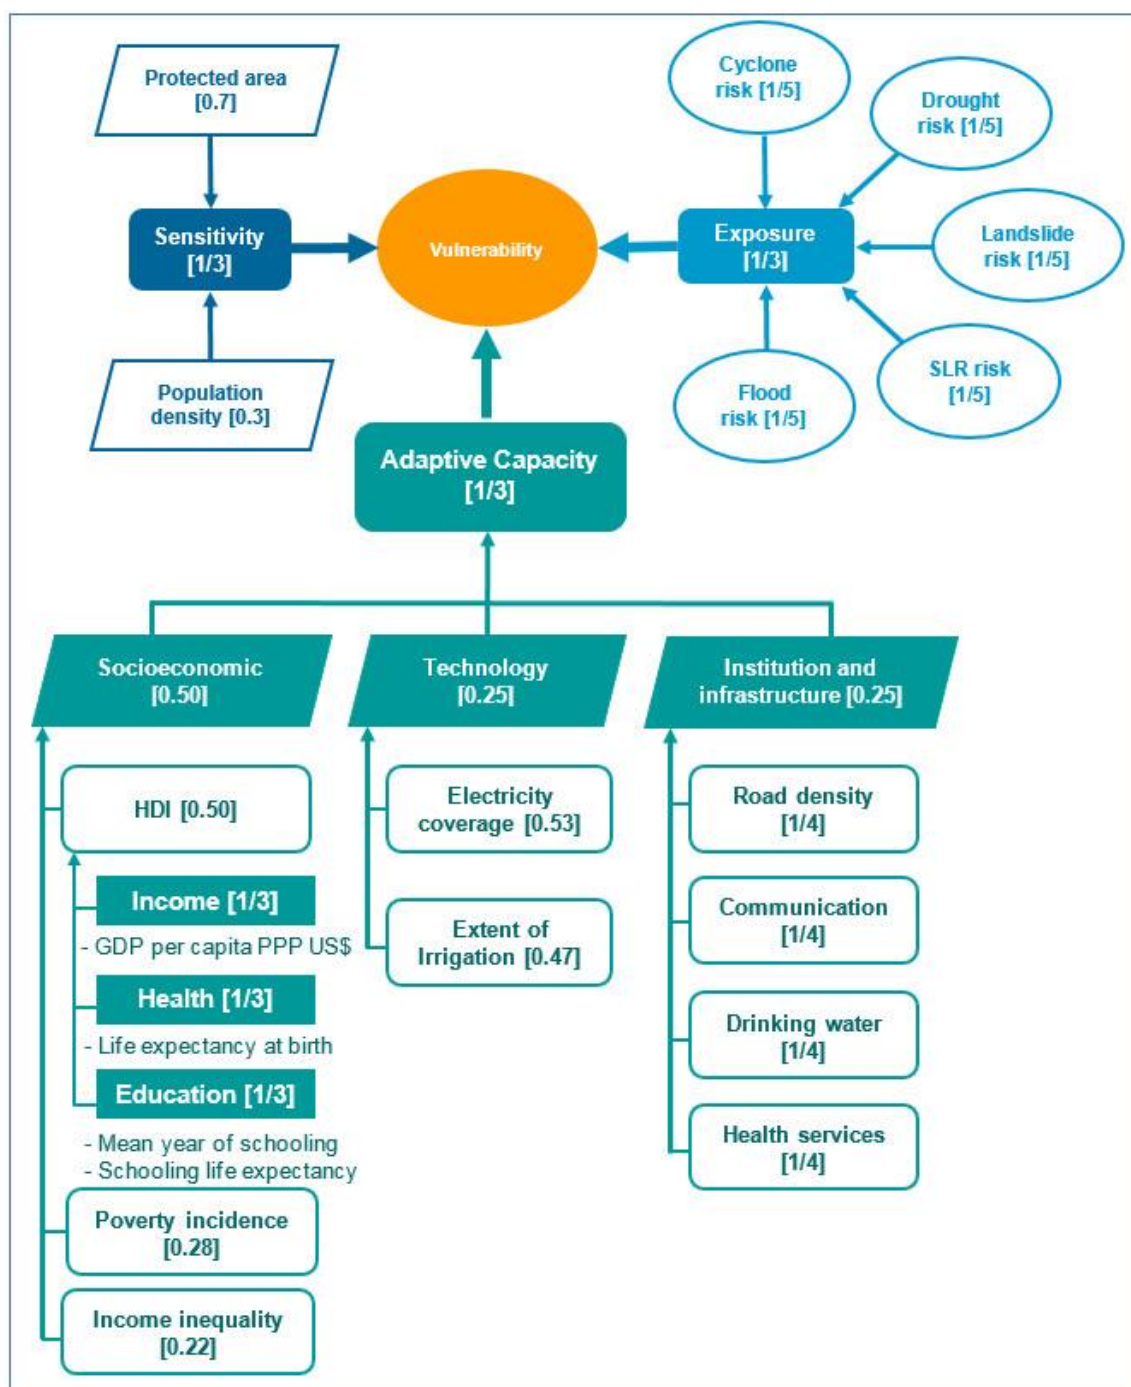 Protected area
[0.7]
Cyclone
risk [1/5]
Drought
risk [1/5]
Sensitivity
[1/3]
Vulnerability
Exposure
[1/3]
Landslide
risk [1/5]
Population
density [0.3]
Flood
risk [1/5]
SLR risk
[1/5]
Adaptive Capacity
[1/3]
Socioeconomic
[0.50]
Technology
[0.25]
Institution and
infrastructure [0.25]
HDI [0.50]
Income [1/3]
- GDP per capita PPP US$
Health [1/3]
- Life expectancy at birth
Education [1/3]
- Mean year of schooling
- Schooling life expectancy
Poverty incidence
[0.28]
Income inequality
[0.22]
Electricity
coverage [0.53]
Extent of
Irrigation [0.47]
Road density
[1/4]
Communication
[1/4]
Drinking water
[1/4]
Health services
[1/4]